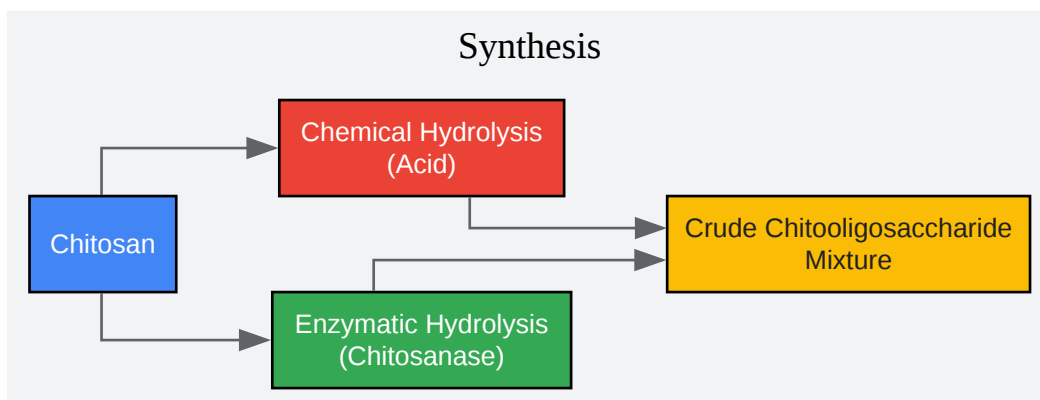 Synthesis
Chemical Hydrolysis
(Acid)
Chitosan
Crude Chitooligosaccharide
Mixture
Enzymatic Hydrolysis
(Chitosanase)